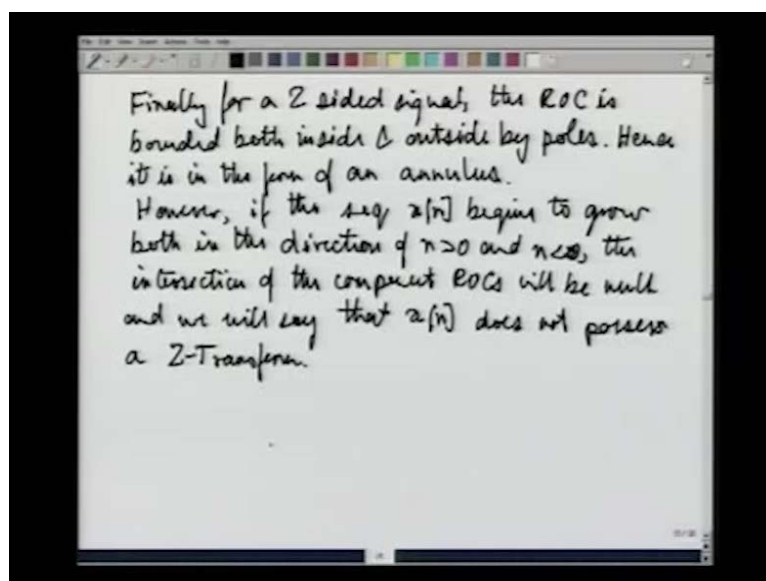 Finally for a 2 sided signal, the ROC is
bounded both inside & outside by poles. Hence
it is in the form of an annulus.
However, if the seq x[n] begins to grow
both in the direction of n>0 and n<0, the
intersection of the component ROCs will be null
and we will say that x[n] does not possess
a Z-Transform.